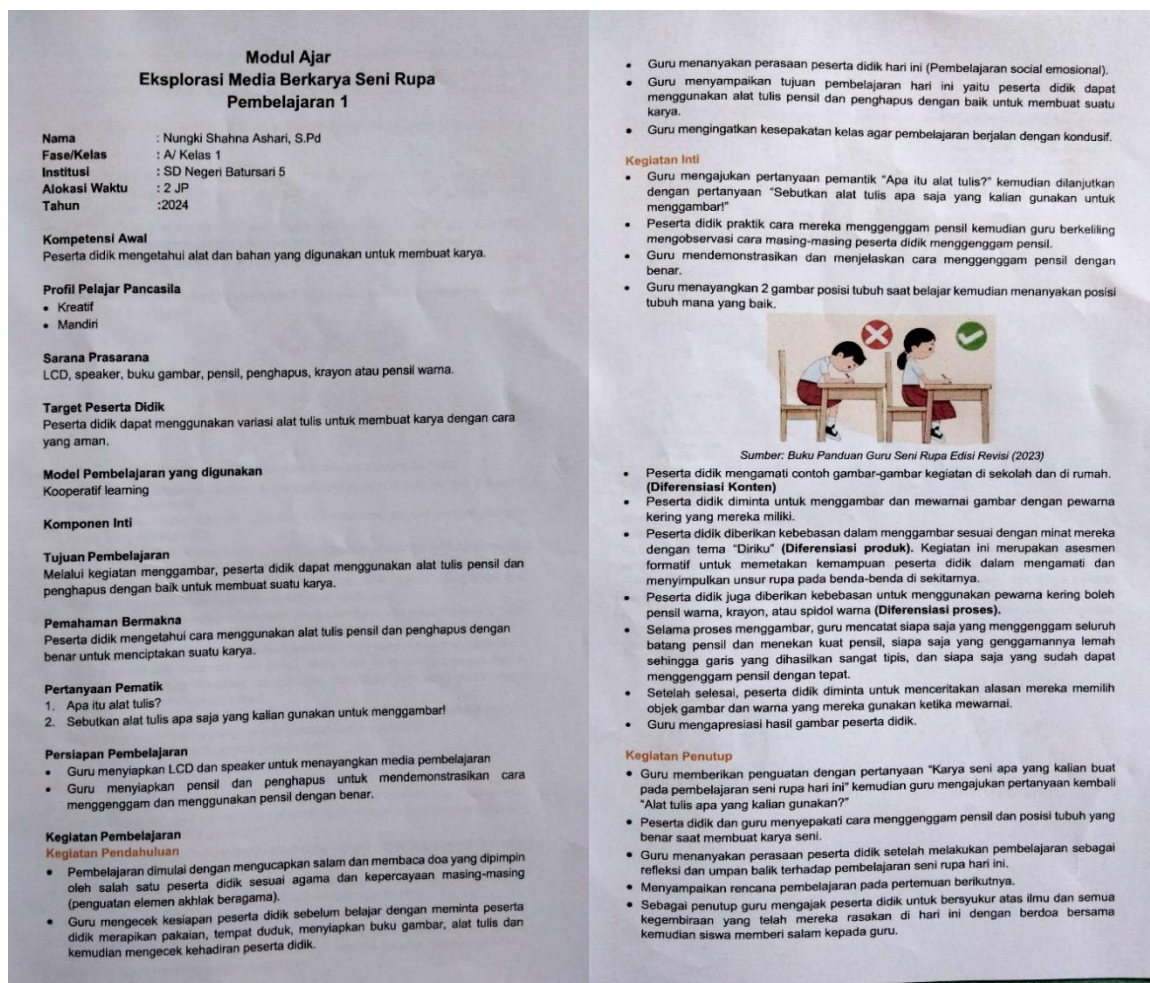 Modul Ajar
Eksplorasi Media Berkarya Seni Rupa
Pembelajaran 1
Nama : Nungki Shahna Ashari, S.Pd
Fase/Kelas : A/ Kelas 1
Institusi : SD Negeri Batursari 5
Alokasi Waktu : 2 JP
Tahun :2024
Kompetensi Awal
Peserta didik mengetahui alat dan bahan yang digunakan untuk membuat karya.
Profil Pelajar Pancasila
• Kreatif
• Mandiri
Sarana Prasarana
LCD, speaker, buku gambar, pensil, penghapus, krayon atau pensil warna.
Target Peserta Didik
Peserta didik dapat menggunakan variasi alat tulis untuk membuat karya dengan cara
yang aman.
Model Pembelajaran yang digunakan
Kooperatif learning
Komponen Inti
Tujuan Pembelajaran
Melalui kegiatan menggambar, peserta didik dapat menggunakan alat tulis pensil dan
penghapus dengan baik untuk membuat suatu karya.
Pemahaman Bermakna
Peserta didik mengetahui cara menggunakan alat tulis pensil dan penghapus dengan
benar untuk menciptakan suatu karya.
Pertanyaan Pematik
1. Apa itu alat tulis?
2. Sebutkan alat tulis apa saja yang kalian gunakan untuk menggambar!
Persiapan Pembelajaran
• Guru menyiapkan LCD dan speaker untuk menayangkan media pembelajaran
• Guru menyiapkan pensil dan penghapus untuk mendemonstrasikan cara
menggenggam dan menggunakan pensil dengan benar.
Kegiatan Pembelajaran
Kegiatan Pendahuluan
• Pembelajaran dimulai dengan mengucapkan salam dan membaca doa yang dipimpin
oleh salah satu peserta didik sesuai agama dan kepercayaan masing-masing
(penguatan elemen akhlak beragama).
• Guru mengecek kesiapan peserta didik sebelum belajar dengan meminta peserta
didik merapikan pakaian, tempat duduk, menyiapkan buku gambar, alat tulis dan
kemudian mengecek kehadiran peserta didik.
• Guru menanyakan perasaan peserta didik hari ini (Pembelajaran social emosional).
• Guru menyampaikan tujuan pembelajaran hari ini yaitu peserta didik dapat
menggunakan alat tulis pensil dan penghapus dengan baik untuk membuat suatu
karya.
• Guru mengingatkan kesepakatan kelas agar pembelajaran berjalan dengan kondusif.
Kegiatan Inti
• Guru mengajukan pertanyaan pemantik "Apa itu alat tulis?" kemudian dilanjutkan
dengan pertanyaan "Sebutkan alat tulis apa saja yang kalian gunakan untuk
menggambar!"
• Peserta didik praktik cara mereka menggenggam pensil kemudian guru berkeliling
mengobservasi cara masing-masing peserta didik menggenggam pensil.
• Guru mendemonstrasikan dan menjelaskan cara menggenggam pensil dengan
benar.
• Guru menayangkan 2 gambar posisi tubuh saat belajar kemudian menanyakan posisi
tubuh mana yang baik.
Sumber: Buku Panduan Guru Seni Rupa Edisi Revisi (2023)
• Peserta didik mengamati contoh gambar-gambar kegiatan di sekolah dan di rumah.
(Diferensiasi Konten)
• Peserta didik diminta untuk menggambar dan mewarnai gambar dengan pewarna
kering yang mereka miliki.
• Peserta didik diberikan kebebasan dalam menggambar sesuai dengan minat mereka
dengan tema "Diriku" (Diferensiasi produk). Kegiatan ini merupakan asesmen
formatif untuk memetakan kemampuan peserta didik dalam mengamati dan
menyimpulkan unsur rupa pada benda-benda di sekitarnya.
• Peserta didik juga diberikan kebebasan untuk menggunakan pewarna kering boleh
pensil warna, krayon, atau spidol warna (Diferensiasi proses).
• Selama proses menggambar, guru mencatat siapa saja yang menggenggam seluruh
batang pensil dan menekan kuat pensil, siapa saja yang genggamannya lemah
sehingga garis yang dihasilkan sangat tipis, dan siapa saja yang sudah dapat
menggenggam pensil dengan tepat.
• Setelah selesai, peserta didik diminta untuk menceritakan alasan mereka memilih
objek gambar dan warna yang mereka gunakan ketika mewarnai.
• Guru mengapresiasi hasil gambar peserta didik.
Kegiatan Penutup
• Guru memberikan penguatan dengan pertanyaan "Karya seni apa yang kalian buat
pada pembelajaran seni rupa hari ini" kemudian guru mengajukan pertanyaan kembali
"Alat tulis apa yang kalian gunakan?"
• Peserta didik dan guru menyepakati cara menggenggam pensil dan posisi tubuh yang
benar saat membuat karya seni.
• Guru menanyakan perasaan peserta didik setelah melakukan pembelajaran sebagai
refleksi dan umpan balik terhadap pembelajaran seni rupa hari ini.
• Menyampaikan rencana pembelajaran pada pertemuan berikutnya.
• Sebagai penutup guru mengajak peserta didik untuk bersyukur atas ilmu dan semua
kegembiraan yang telah mereka rasakan di hari ini dengan berdoa bersama
kemudian siswa memberi salam kepada guru.